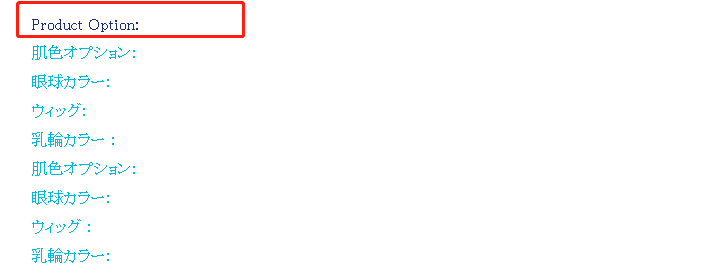 Product Option:
肌色オプション:
眼球カラー:
ウィッグ:
乳輪カラー :
肌色オプション:
眼球カラー:
ウィッグ :
乳輪カラー: